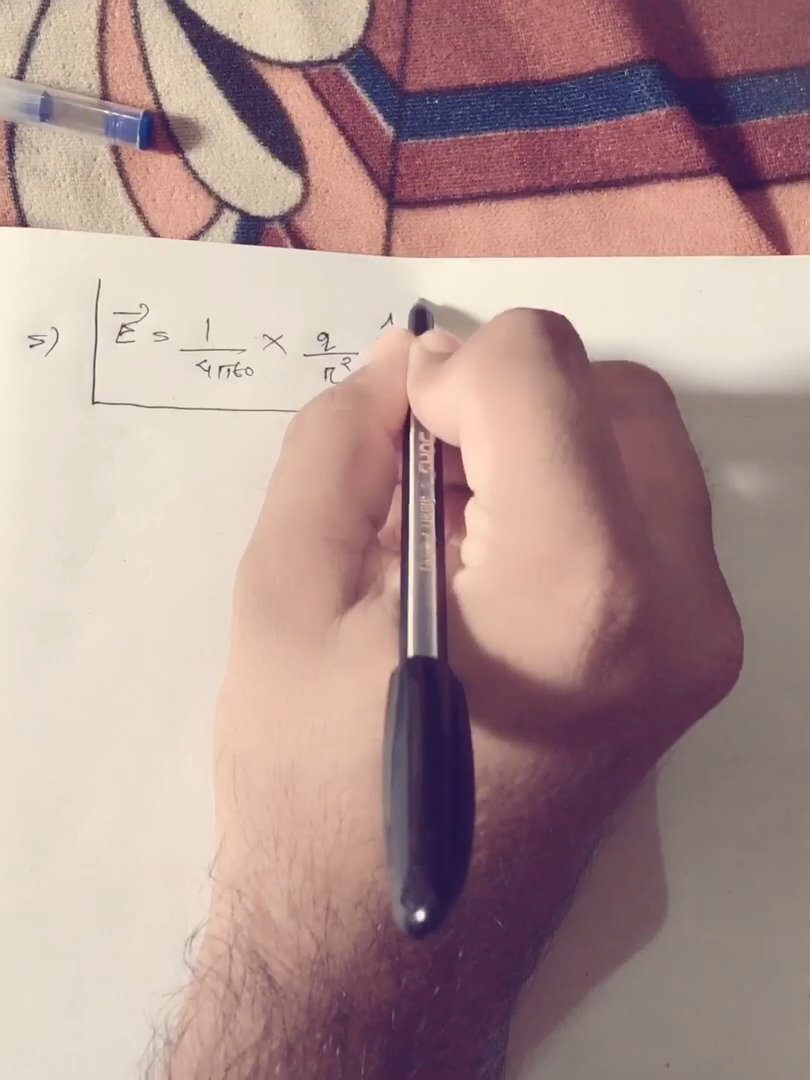 5) E⃗ = 1/4πε₀ × q/r² ^